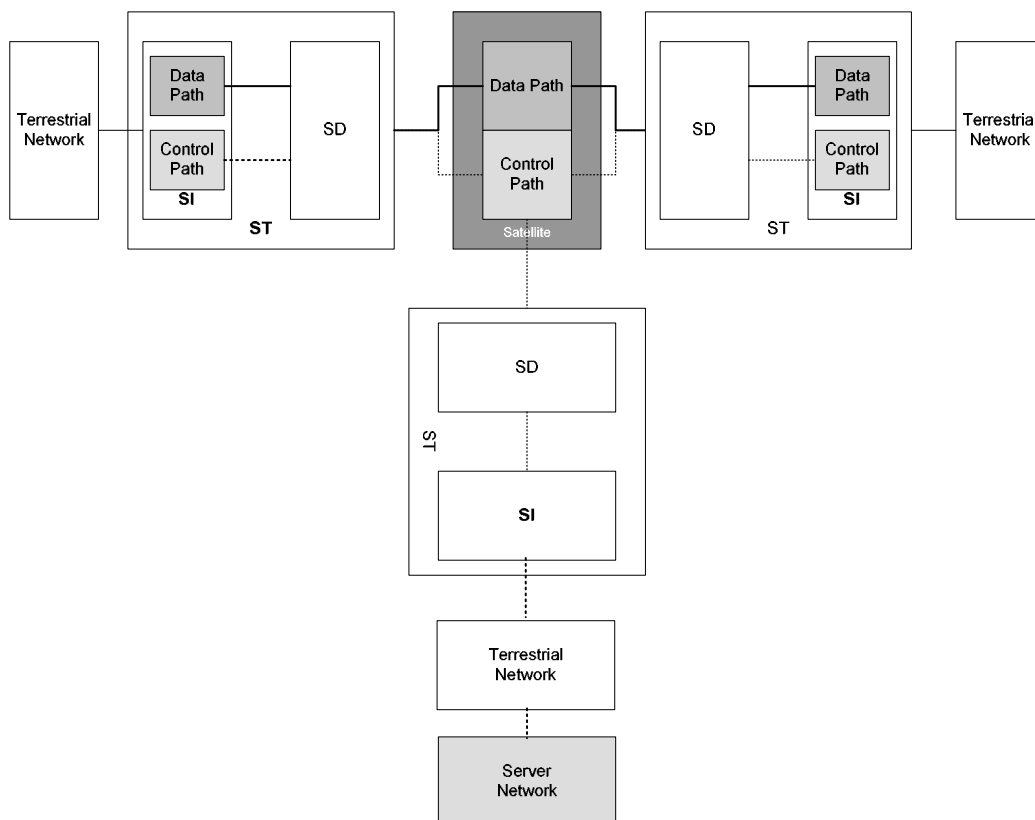 Terrestrial
Network
Data
Path
Control
Path
SI
SD
ST
Data Path
Control
Path
Satellite
SD
ST
Data
Path
Control
Path
SI
Terrestrial
Network
SD
ST
SI
Terrestrial
Network
Server
Network